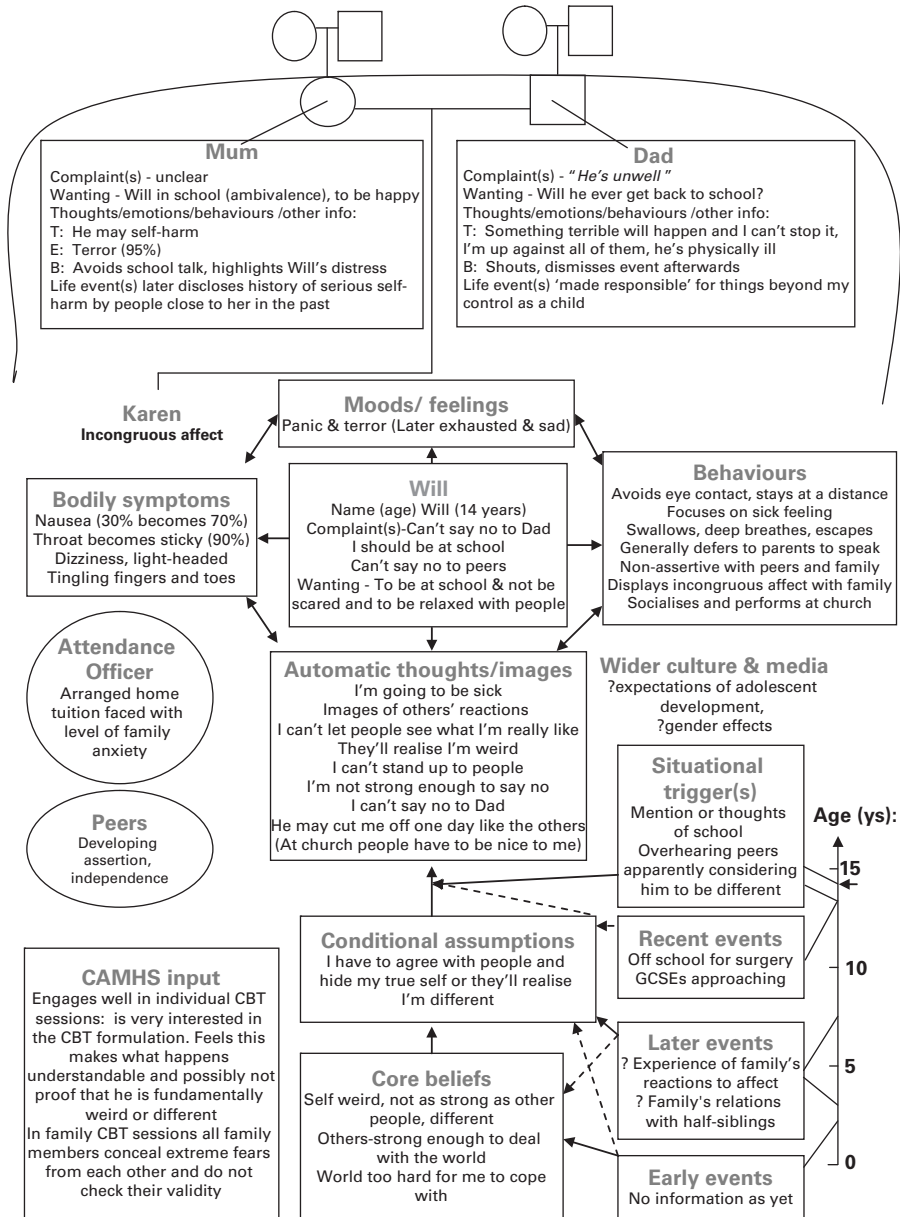 Mum
Complaint(s) - unclear
Wanting - Will in school (ambivalence), to be happy
Thoughts/emotions/behaviours /other info:
T: He may self-harm
E: Terror (95%)
B: Avoids school talk, highlights Will's distress
Life event(s) later discloses history of serious self-
harm by people close to her in the past
Dad
Complaint(s) - "He's unwell"
Wanting - Will he ever get back to school?
Thoughts/emotions/behaviours /other info:
T: Something terrible will happen and I can't stop it,
I'm up against all of them, he's physically ill
B: Shouts, dismisses event afterwards
Life event(s) 'made responsible' for things beyond my
control as a child
Karen
Incongruous affect
Moods/ feelings
Panic & terror (Later exhausted & sad)
Bodily symptoms
Nausea (30% becomes 70%)
Throat becomes sticky (90%)
Dizziness, light-headed
Tingling fingers and toes
Will
Name (age) Will (14 years)
Complaint(s)-Can't say no to Dad
I should be at school
Can't say no to peers
Wanting - To be at school & not be
scared and to be relaxed with people
Behaviours
Avoids eye contact, stays at a distance
Focuses on sick feeling
Swallows, deep breathes, escapes
Generally defers to parents to speak
Non-assertive with peers and family
Displays incongruous affect with family
Socialises and performs at church
Attendance
Officer
Arranged home
tuition faced with
level of family
anxiety
Automatic thoughts/images
I'm going to be sick
Images of others' reactions
I can't let people see what I'm really like
They'll realise I'm weird
I can't stand up to people
I'm not strong enough to say no
I can't say no to Dad
He may cut me off one day like the others
(At church people have to be nice to me)
Wider culture & media
?expectations of adolescent
development,
?gender effects
Peers
Developing
assertion,
independence
Situational
trigger(s)
Mention or thoughts
of school
Overhearing peers
apparently considering
him to be different
Age (ys):
15
10
5
0
Conditional assumptions
I have to agree with people and
hide my true self or they'll realise
I'm different
Recent events
Off school for surgery
GCSEs approaching
CAMHS input
Engages well in individual CBT
sessions: is very interested in
the CBT formulation. Feels this
makes what happens
understandable and possibly not
proof that he is fundamentally
weird or different
In family CBT sessions all family
members conceal extreme fears
from each other and do not
check their validity
Core beliefs
Self weird, not as strong as other
people, different
Others-strong enough to deal
with the world
World too hard for me to cope
with
Later events
? Experience of family's
reactions to affect
? Family's relations
with half-siblings
Early events
No information as yet